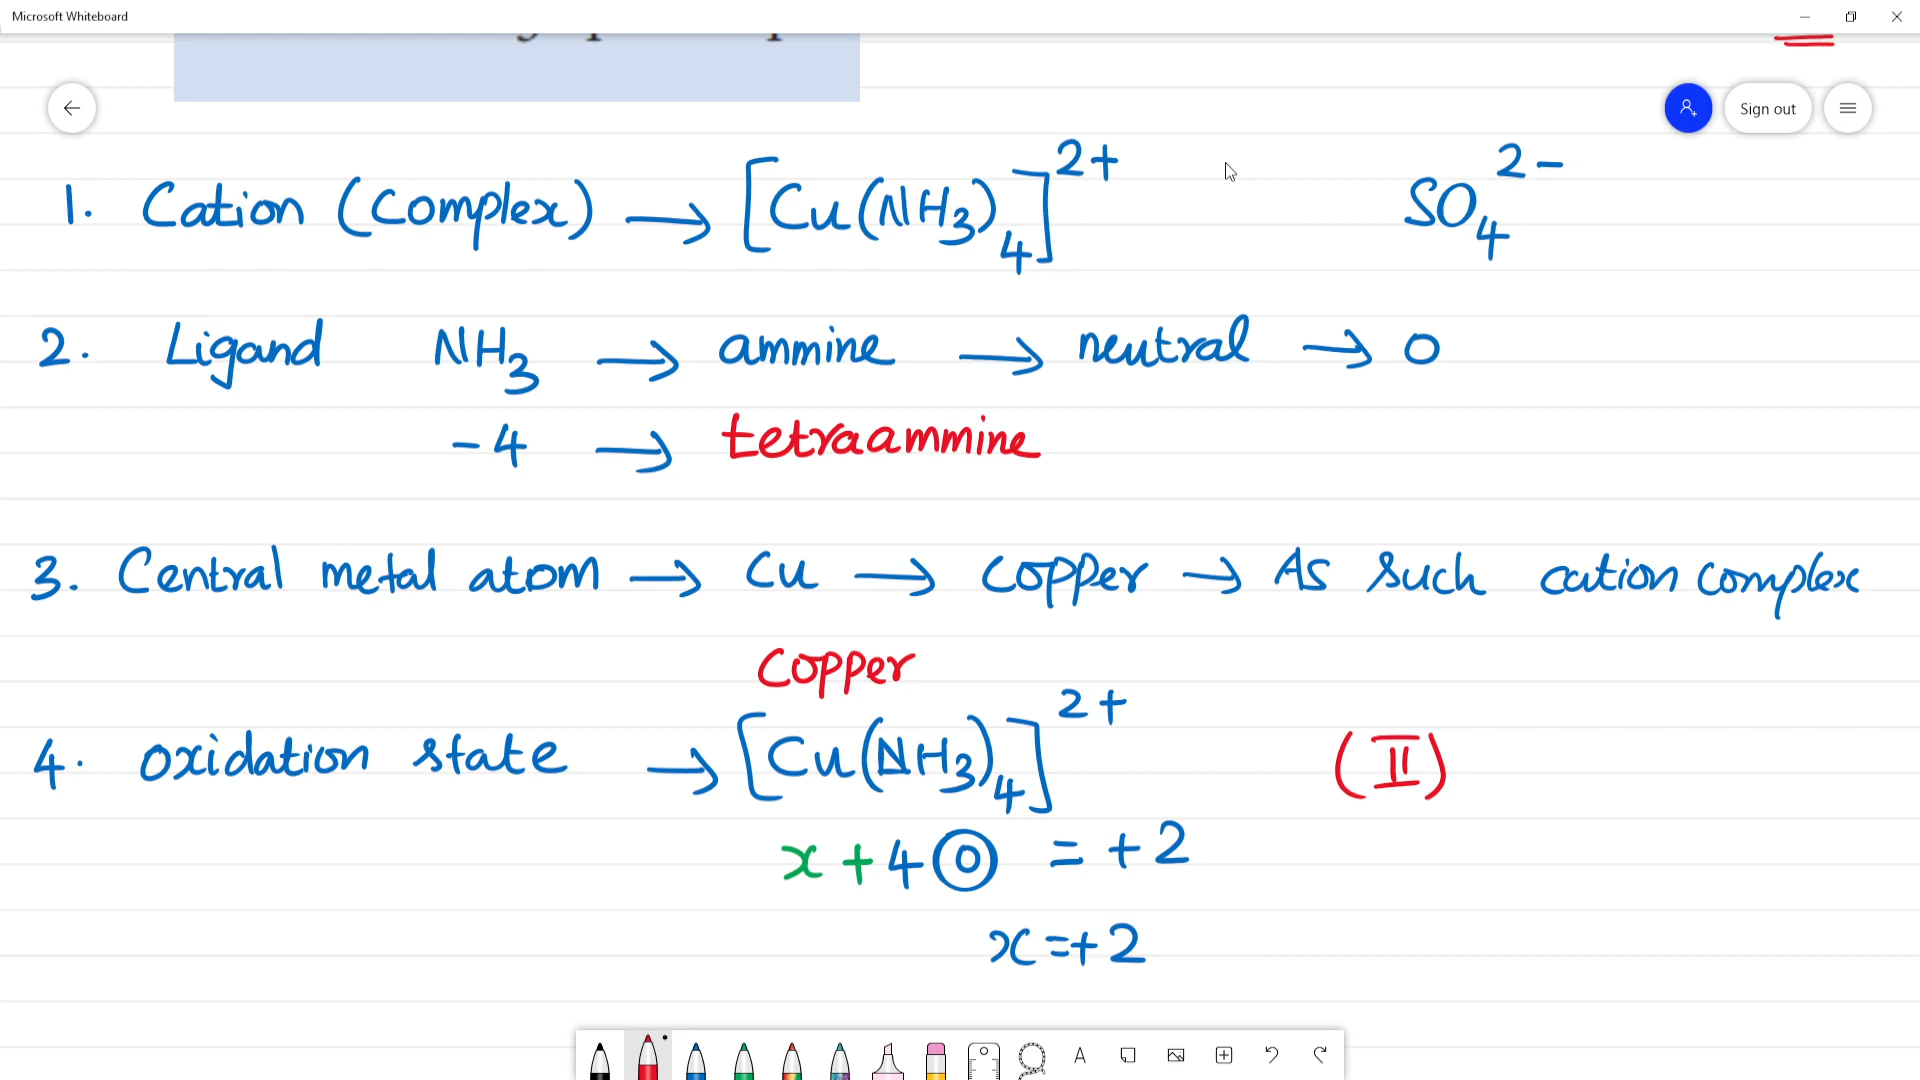 Microsoft Whiteboard
Sign out
1. Cation (Complex) → [Cu(NH3)4]2+ SO4 2-
2. Ligand NH3 → ammine → neutral → 0
-4 → tetraammine
3. Central metal atom → Cu → Copper → As such cation complex
Copper
4. oxidation state → [Cu(NH3)4]2+ (II)
x + 4(0) = +2
x = +2
A